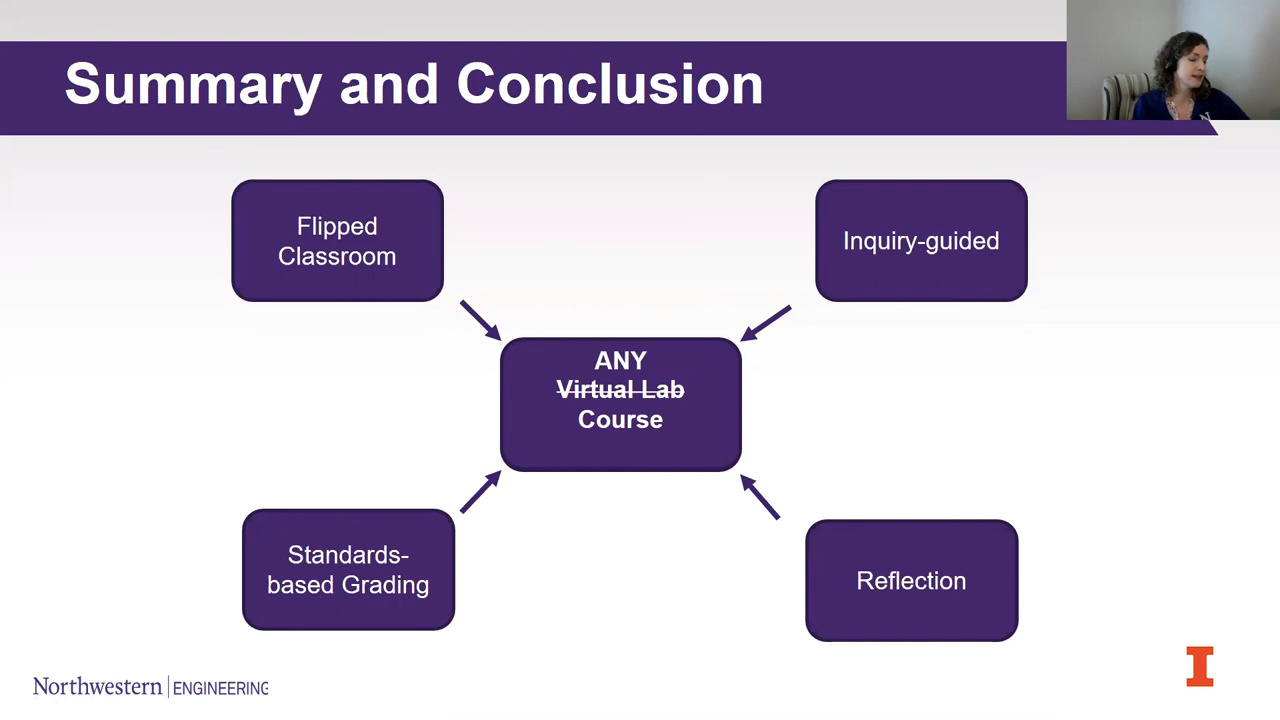 Summary and Conclusion
Flipped
Classroom
Inquiry-guided
ANY
Virtual Lab
Course
Standards-
based Grading
Reflection
Northwestern | ENGINEERING
I
N